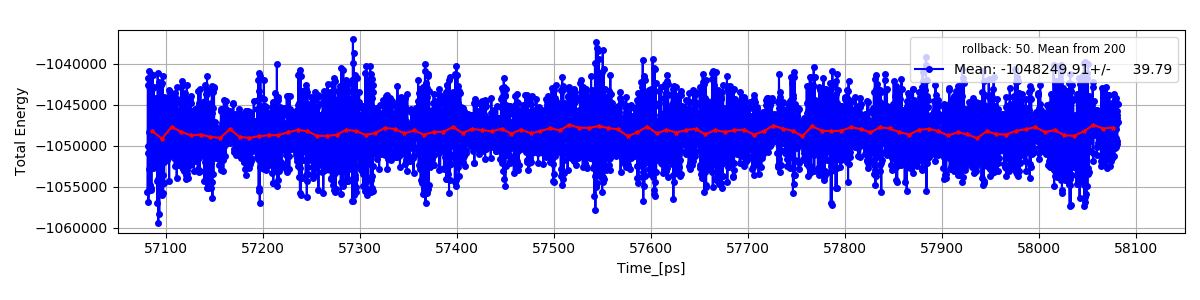 rollback: 50. Mean from 200
Mean: -1048249.91+/- 39.79
Total Energy
−1040000
−1045000
−1050000
−1055000
−1060000
57100 57200 57300 57400 57500 57600 57700 57800 57900 58000 58100
Time_[ps]